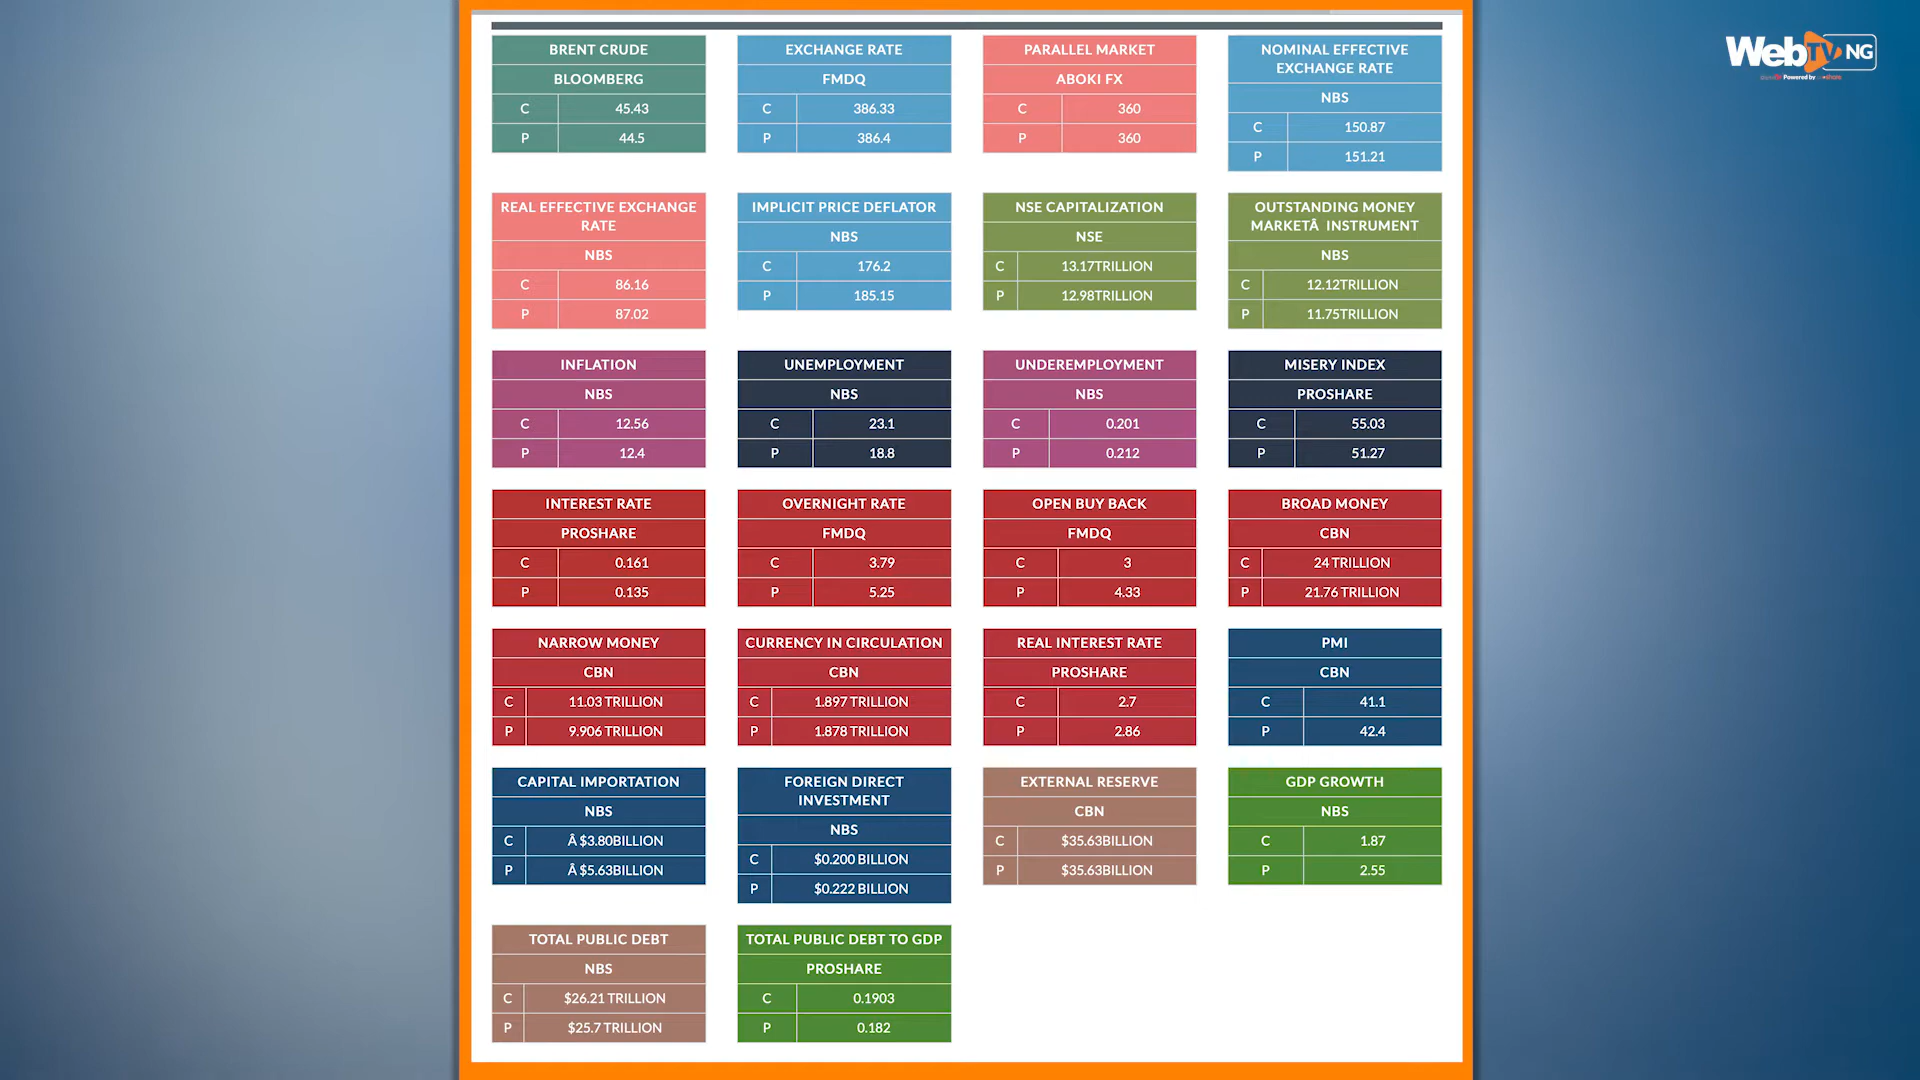 BRENT CRUDE
BLOOMBERG
C 45.43
P 44.5
EXCHANGE RATE
FMDQ
C 386.33
P 386.4
PARALLEL MARKET
ABOKI FX
C 360
P 360
NOMINAL EFFECTIVE
EXCHANGE RATE
NBS
C 150.87
P 151.21
WebTV NG
Powered by
REAL EFFECTIVE EXCHANGE
RATE
NBS
C 86.16
P 87.02
IMPLICIT PRICE DEFLATOR
NBS
C 176.2
P 185.15
NSE CAPITALIZATION
NSE
C 13.17TRILLION
P 12.98TRILLION
OUTSTANDING MONEY
MARKETÂ INSTRUMENT
NBS
C 12.12TRILLION
P 11.75TRILLION
INFLATION
NBS
C 12.56
P 12.4
UNEMPLOYMENT
NBS
C 23.1
P 18.8
UNDEREMPLOYMENT
NBS
C 0.201
P 0.212
MISERY INDEX
PROSHARE
C 55.03
P 51.27
INTEREST RATE
PROSHARE
C 0.161
P 0.135
OVERNIGHT RATE
FMDQ
C 3.79
P 5.25
OPEN BUY BACK
FMDQ
C 3
P 4.33
BROAD MONEY
CBN
C 24 TRILLION
P 21.76 TRILLION
NARROW MONEY
CBN
C 11.03 TRILLION
P 9.906 TRILLION
CURRENCY IN CIRCULATION
CBN
C 1.897 TRILLION
P 1.878 TRILLION
REAL INTEREST RATE
PROSHARE
C 2.7
P 2.86
PMI
CBN
C 41.1
P 42.4
CAPITAL IMPORTATION
NBS
C Â $3.80BILLION
P Â $5.63BILLION
FOREIGN DIRECT
INVESTMENT
NBS
C $0.200 BILLION
P $0.222 BILLION
EXTERNAL RESERVE
CBN
C $35.63BILLION
P $35.63BILLION
GDP GROWTH
NBS
C 1.87
P 2.55
TOTAL PUBLIC DEBT
NBS
C $26.21 TRILLION
P $25.7 TRILLION
TOTAL PUBLIC DEBT TO GDP
PROSHARE
C 0.1903
P 0.182